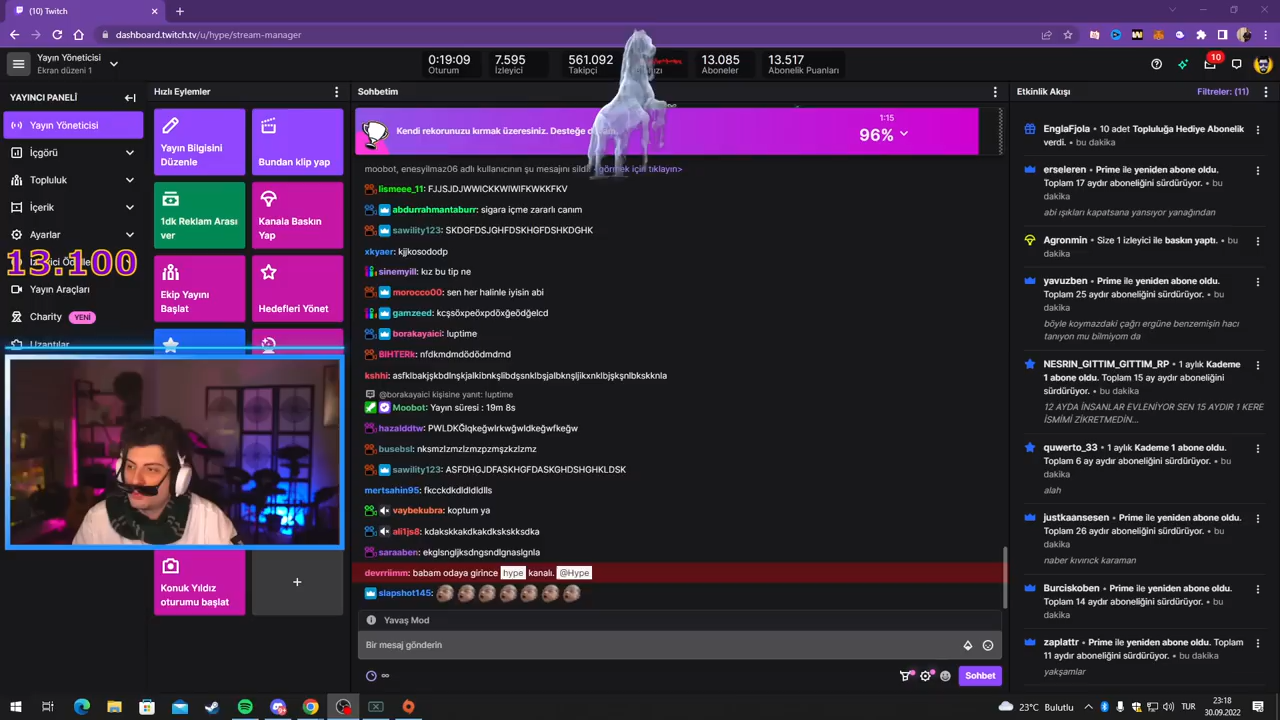 (10) Twitch
dashboard.twitch.tv/u/hype/stream-manager
Yayın Yöneticisi
Ekran düzeni 1
0:19:09
Oturum
7.595
İzleyici
561.092
Takipçi
13.085
Aboneler
13.517
Abonelik Puanları
10
YAYINCI PANELİ
Yayın Yöneticisi
İçgörü
Topluluk
İçerik
Ayarlar
13.100
Yayın Araçları
Charity YENİ
Uzantılar
Hızlı Eylemler
Yayın Bilgisini
Düzenle
Bundan klip yap
1dk Reklam Arası
ver
Kanala Baskın
Yap
Ekip Yayını
Başlat
Hedefleri Yönet
Konuk Yıldız
oturumu başlat
Sohbetim
Kendi rekorunuzu kırmak üzeresiniz. Desteğe
1:15
96%
moobot, enesyilmaz06 adlı kullanıcının şu mesajını sildi: <görmek için tıklayın>
lismeee_11: FJJSJDJWWICKKWIWIFKWKKFKV
abdurrahmantaburr: sigara içme zararlı canım
sawility123: SKDGFDSJGHFDSKHGFDSHKDGHK
xkyaer: kjjkosododp
sinemyill: kız bu tip ne
morocco00: sen her halinle iyisin abi
gamzeed: kcşsöxpeöxpdöxğeödğelcd
borakayaici: luptime
BIHTERk: nfdkmdmdödödmdmd
kshhi: asfklbakjşkbdlnşkjalkibnkşlibdşsnklbşjalbknşljikxnklbjşkşnlbkskknla
@borakayaici kişisine yanıt: luptime
Moobot: Yayın süresi : 19m 8s
hazalddtw: PWLDKĞlqkeğwlrkwğwldkeğwfkeğw
busebsl: nksmzlzmzlzmzpzmşzkzlzmz
sawility123: ASFDHGJDFASKHGFDASKGHDSHGHKLDSK
mertsahin95: fkcckdkdldldldlls
vaybekubra: koptum ya
ali1js8: kdakskkakdkakdkskskksdka
saraaben: ekglsngljksdngsndlgnaslgnla
devrriimm: babam odaya girince hype kanalı. @Hype
slapshot145:
Yavaş Mod
Bir mesaj gönderin
∞
Sohbet
Etkinlik Akışı
Filtreler: (11)
EnglaFjola • 10 adet Topluluğa Hediye Abonelik
verdi. • bu dakika
erseleren • Prime ile yeniden abone oldu.
Toplam 17 aydır aboneliğini sürdürüyor. • bu
dakika
abi ışıkları kapatsana yansıyor yanağından
Agronmin • Size 1 izleyici ile baskın yaptı. • bu
dakika
yavuzben • Prime ile yeniden abone oldu.
Toplam 25 aydır aboneliğini sürdürüyor. • bu
dakika
böyle koymazdaki çağrı ergüne benzemişin hacı
tanıyon mu bilmiyom da
NESRIN_GITTIM_GITTIM_RP • 1 aylık Kademe
1 abone oldu. Toplam 15 ay aydır aboneliğini
sürdürüyor. • bu dakika
12 AYDA İNSANLAR EVLENİYOR SEN 15 AYDIR 1 KERE
İSMİMİ ZİKRETMEDİN...
quwerto_33 • 1 aylık Kademe 1 abone oldu.
Toplam 6 ay aydır aboneliğini sürdürüyor. • bu
dakika
alah
justkaansesen • Prime ile yeniden abone oldu.
Toplam 26 aydır aboneliğini sürdürüyor. • bu
dakika
naber kıvırcık karaman
Burciskoben • Prime ile yeniden abone oldu.
Toplam 14 aydır aboneliğini sürdürüyor. • bu
dakika
zaplattr • Prime ile yeniden abone oldu. Toplam
11 aydır aboneliğini sürdürüyor. • bu dakika
yakşamlar
23°C Bulutlu
TUR
23:18
30.09.2022